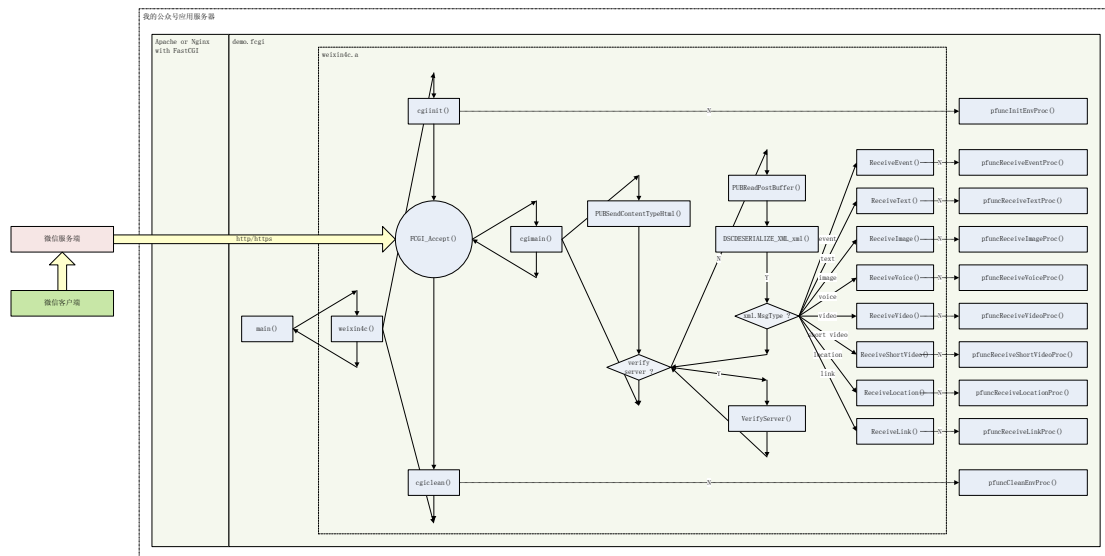 我的公众号应用服务器
Apache or Nginx
with FastCGI
demo.fcgi
weixin4c.a
cgiinit()
N
pfuncInitEnvProc()
ReceiveEvent()
N
pfuncReceiveEventProc()
PUBReadPostBuffer()
ReceiveText()
N
pfuncReceiveTextProc()
PUBSendContentTypeHtml()
微信服务端
http/https
FCGI_Accept()
cgimain()
DSCDESERIALIZE_XML_xml()
event
ReceiveImage()
N
pfuncReceiveImageProc()
N
text
Y
image
ReceiveVoice()
N
pfuncReceiveVoiceProc()
微信客户端
voice
xml.MsgType ?
video
ReceiveVideo()
N
pfuncReceiveVideoProc()
main()
weixin4c()
short video
ReceiveShortVideo()
N
pfuncReceiveShortVideoProc()
location
verify
server ?
Y
link
ReceiveLocation()
N
pfuncReceiveLocationProc()
VerifyServer()
ReceiveLink()
N
pfuncReceiveLinkProc()
cgiclean()
N
pfuncCleanEnvProc()